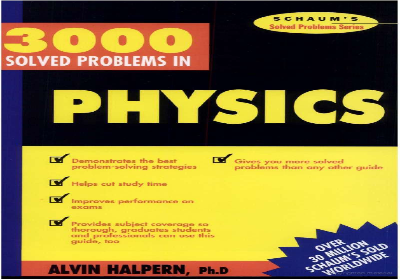 SCHAUM'S
Solved Problems Series
3000
SOLVED PROBLEMS IN
PHYSICS
Demonstrates the best
problem-solving strategies
Helps cut study time
Improves performance on
exams
Provides subject coverage so
thorough, graduates students
and professionals can use this
guide, too
Gives you more solved
problems than any other guide
OVER
30 MILLION
SCHAUM'S SOLD
WORLDWIDE
ALVIN HALPERN, Ph.D